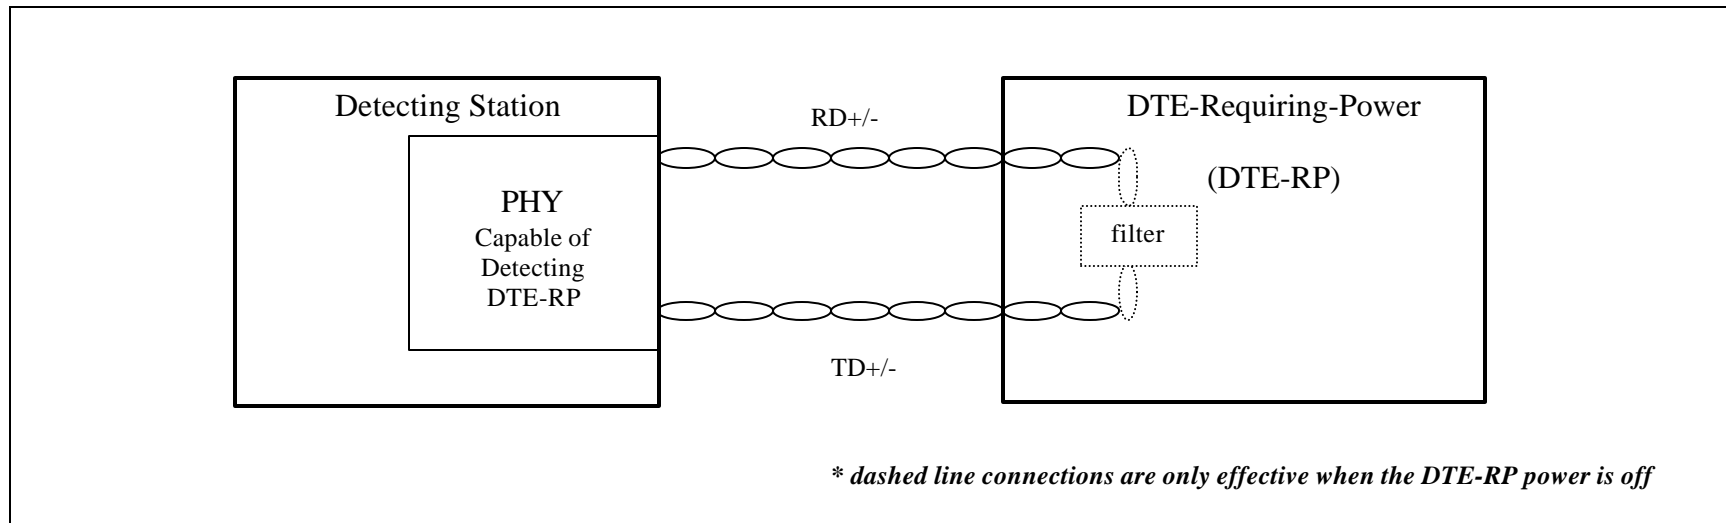 Detecting Station
PHY
Capable of
Detecting
DTE-RP
RD+/-
TD+/-
DTE-Requiring-Power
(DTE-RP)
filter
* dashed line connections are only effective when the DTE-RP power is off